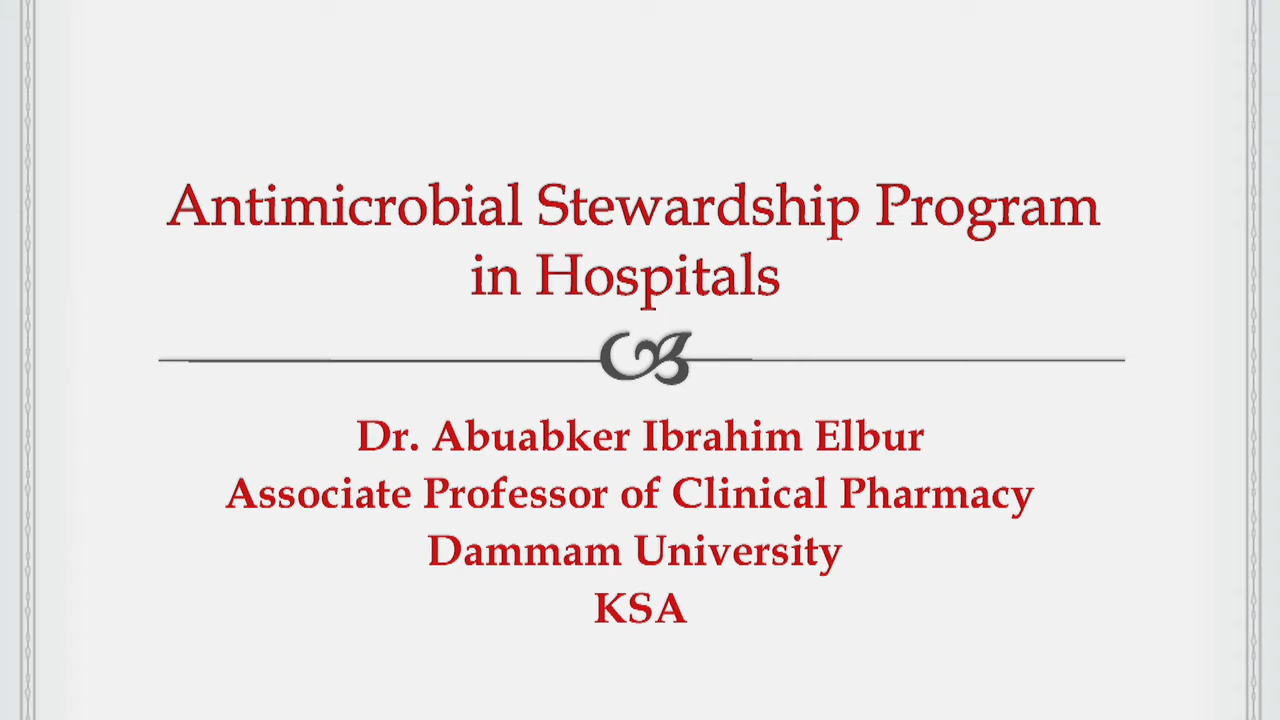 Antimicrobial Stewardship Program
in Hospitals
Dr. Abuabker Ibrahim Elbur
Associate Professor of Clinical Pharmacy
Dammam University
KSA